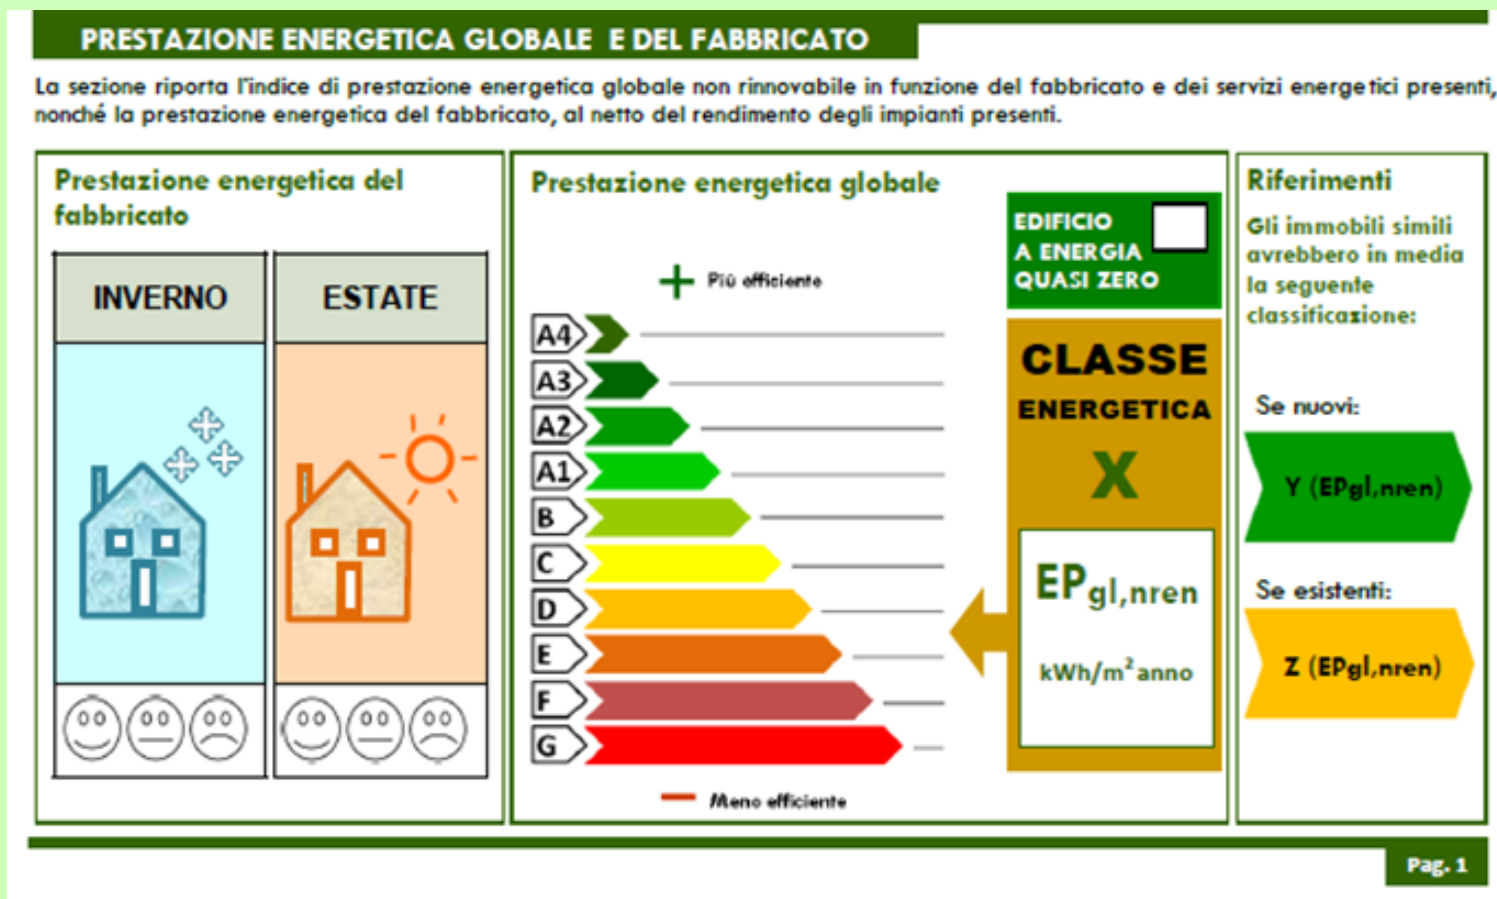 PRESTAZIONE ENERGETICA GLOBALE E DEL FABBRICATO
La sezione riporta l'indice di prestazione energetica globale non rinnovabile in funzione del fabbricato e dei servizi energetici presenti,
nonché la prestazione energetica del fabbricato, al netto del rendimento degli impianti presenti.
Prestazione energetica del
fabbricato
INVERNO
ESTATE
Prestazione energetica globale
+ Più efficiente
A4
A3
A2
A1
B
C
D
E
F
G
— Meno efficiente
EDIFICIO
A ENERGIA
QUASI ZERO
CLASSE
ENERGETICA
X
EPgl,nren
kWh/m² anno
Riferimenti
Gli immobili simili
avrebbero in media
la seguente
classificazione:
Se nuovi:
Y (EPgl,nren)
Se esistenti:
Z (EPgl,nren)
Pag. 1